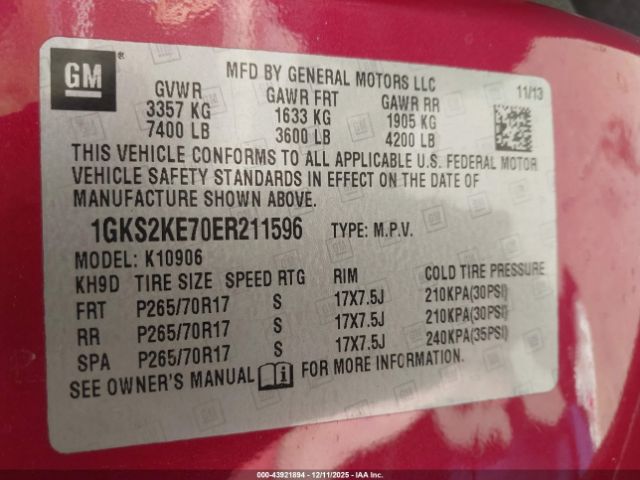 GM
MFD BY GENERAL MOTORS LLC
11/13
GVWR GAWR FRT GAWR RR
3357 KG 1633 KG 1905 KG
7400 LB 3600 LB 4200 LB
THIS VEHICLE CONFORMS TO ALL APPLICABLE U.S. FEDERAL MOTOR
VEHICLE SAFETY STANDARDS IN EFFECT ON THE DATE OF
MANUFACTURE SHOWN ABOVE.
1GKS2KE70ER211596 TYPE: M.P.V.
MODEL: K10906
KH9D TIRE SIZE SPEED RTG RIM COLD TIRE PRESSURE
FRT P265/70R17 S 17X7.5J 210KPA(30PSI)
RR P265/70R17 S 17X7.5J 210KPA(30PSI)
SPA P265/70R17 S 17X7.5J 240KPA(35PSI)
SEE OWNER'S MANUAL FOR MORE INFORMATION.
000-43921894 - 12/11/2025 - IAA Inc.